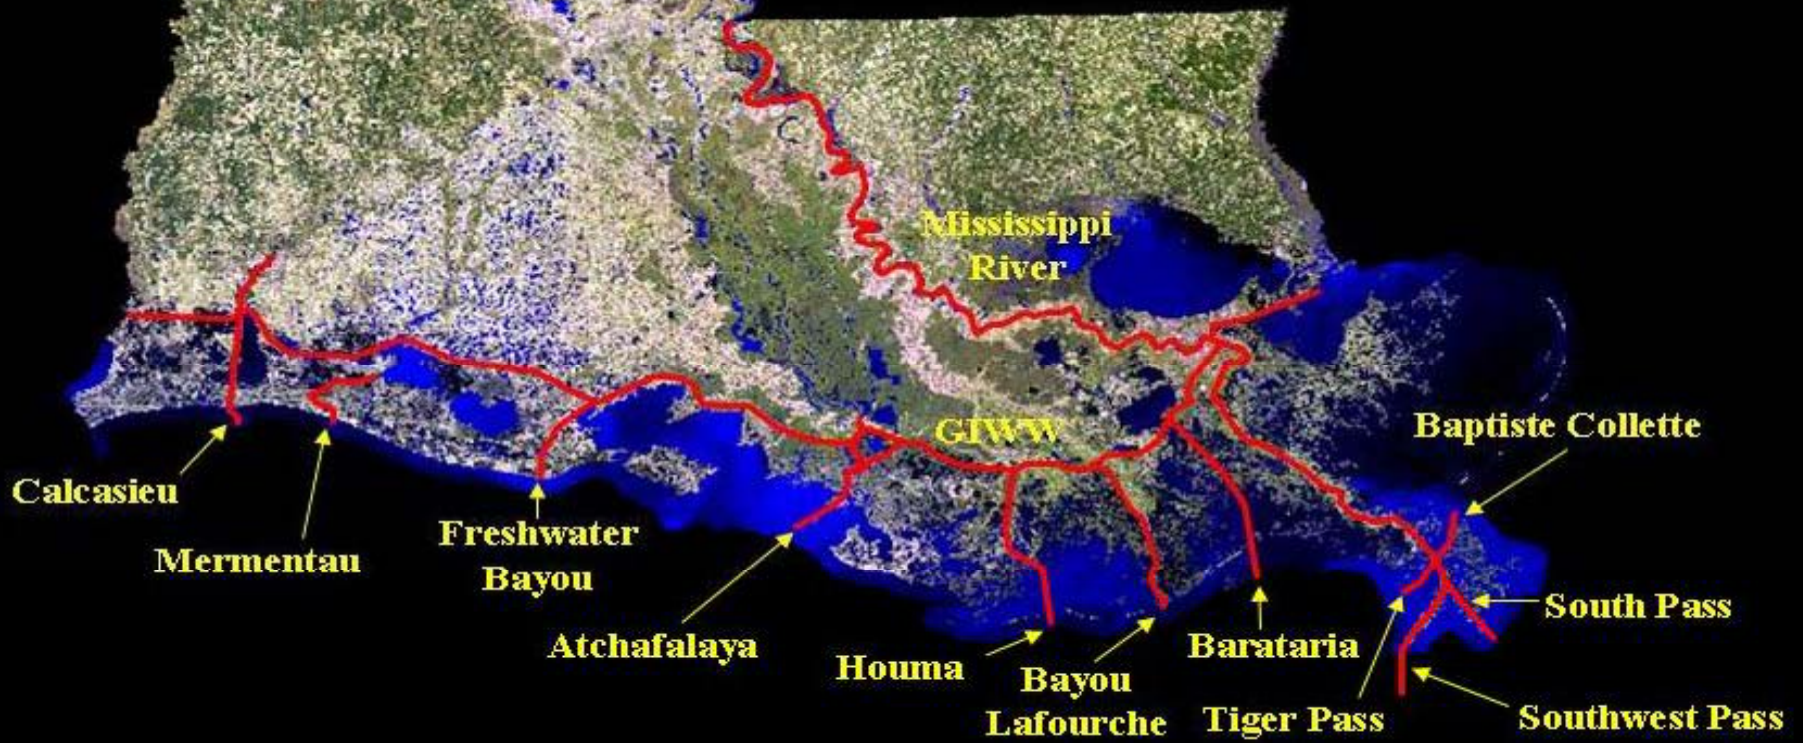 Mississippi
River
GIWW
Baptiste Collette
Calcasieu
Mermentau
Freshwater
Bayou
Atchafalaya
Houma
Bayou
Lafourche
Barataria
Tiger Pass
South Pass
Southwest Pass